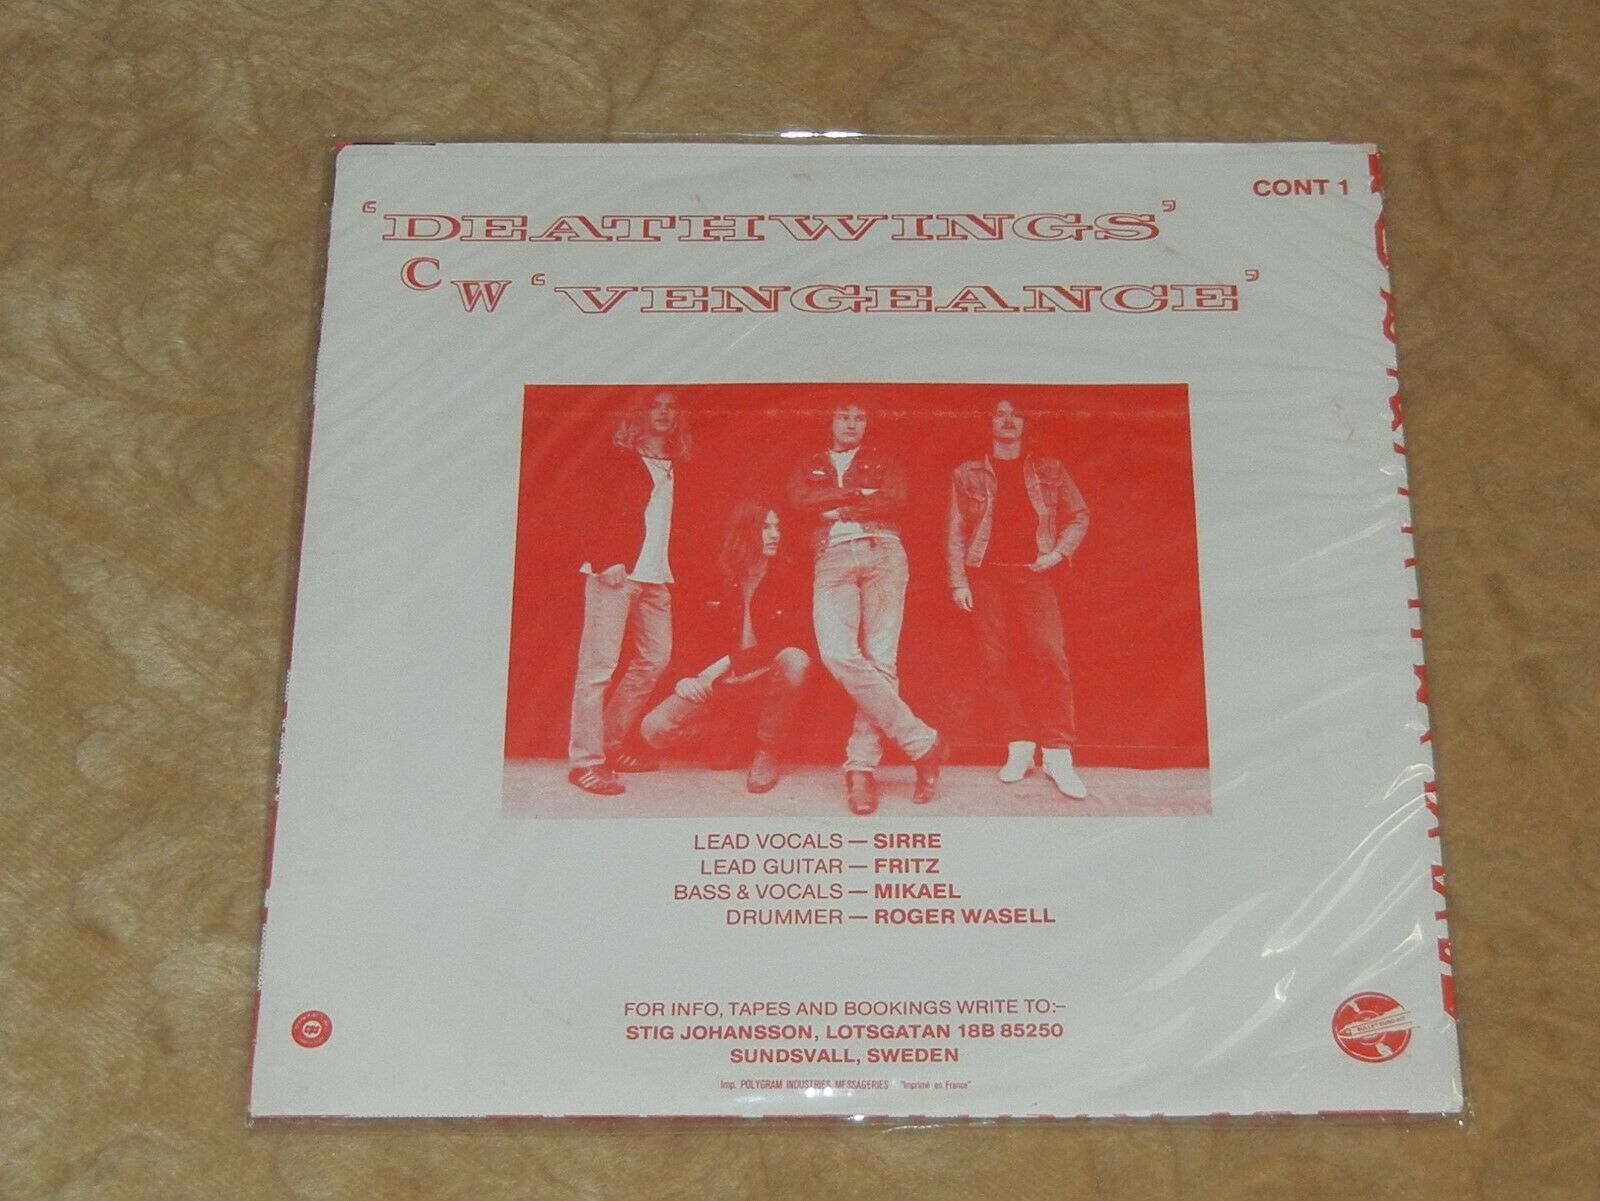 CONT 1
'DEATHWINGS'
CW 'VENGEANCE'
LEAD VOCALS — SIRRE
LEAD GUITAR — FRITZ
BASS & VOCALS — MIKAEL
DRUMMER — ROGER WASELL
FOR INFO, TAPES AND BOOKINGS WRITE TO:–
STIG JOHANSSON, LOTSGATAN 18B 85250
SUNDSVALL, SWEDEN
Imp. POLYGRAM INDUSTRIES MESSAGERIES "Imprimé en France"
cps
BULLET